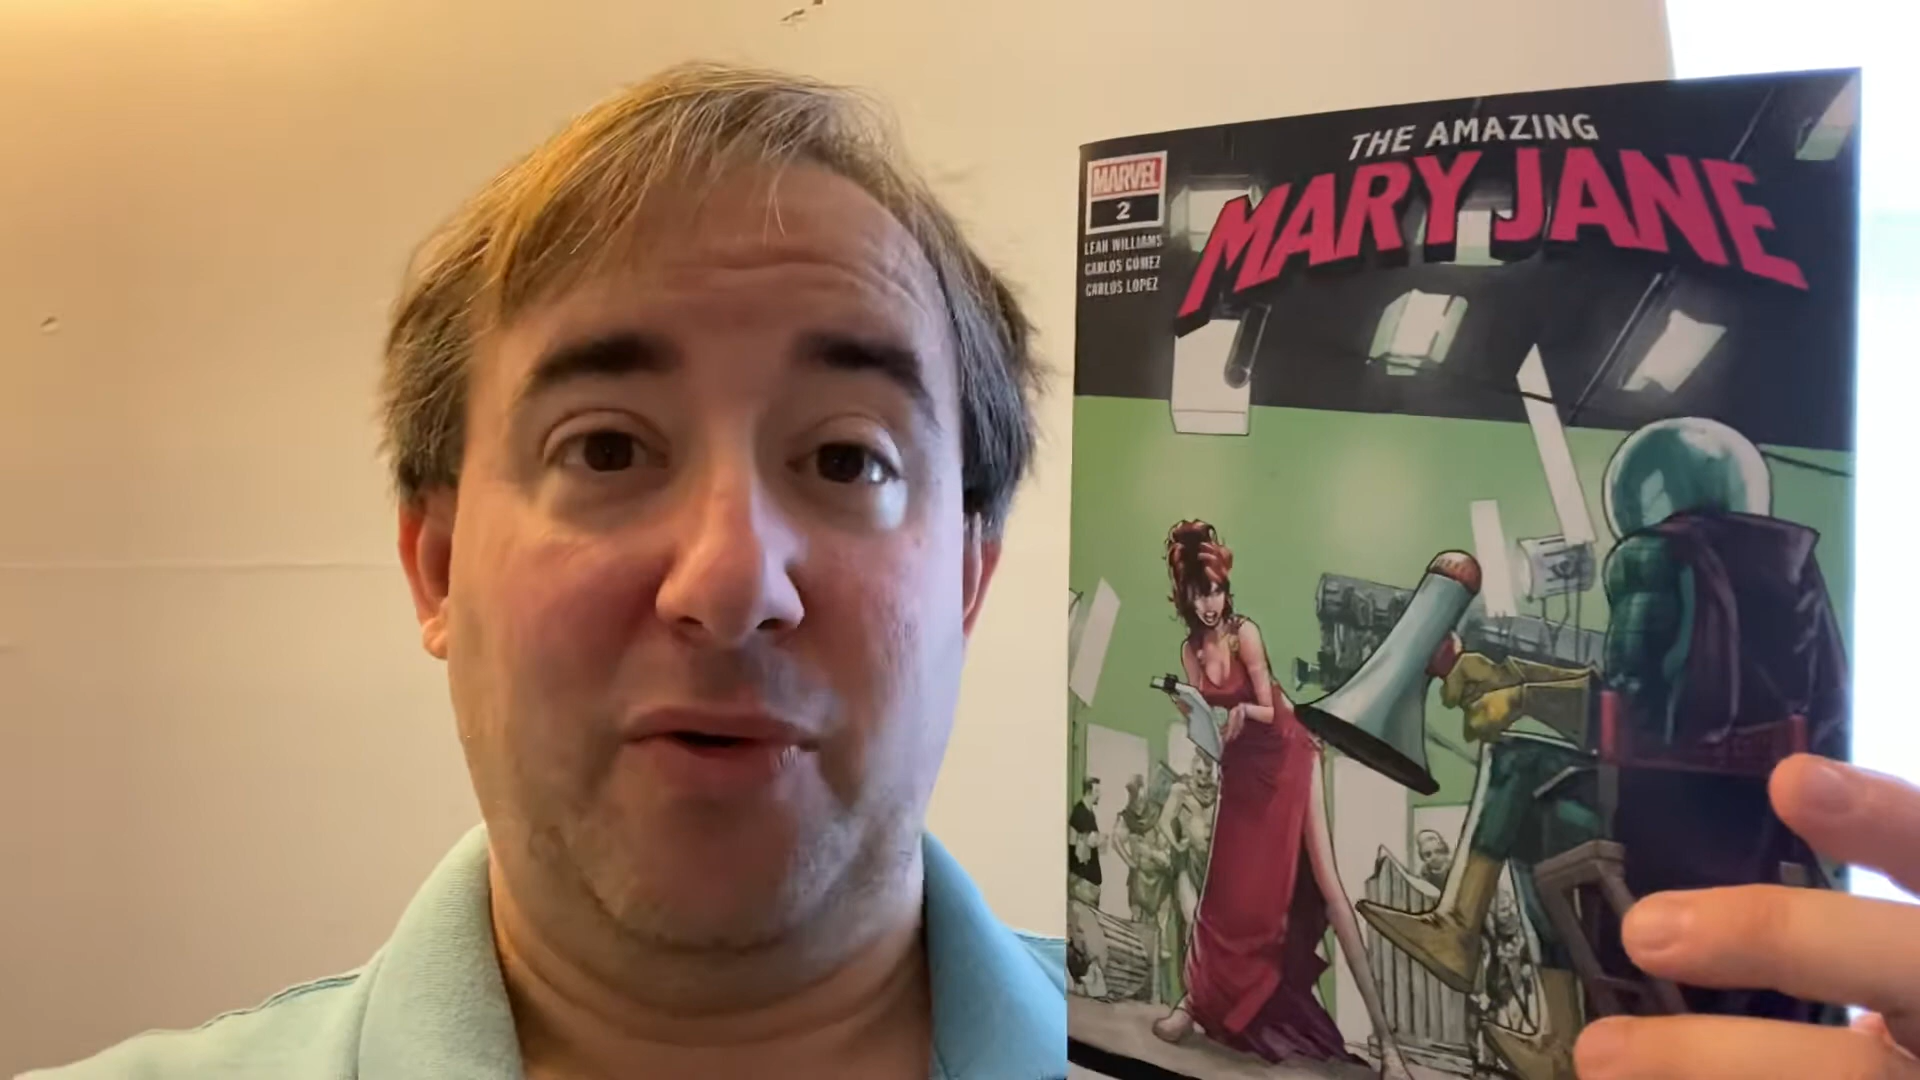 THE AMAZING
MARY JANE
MARVEL
2
LEAH WILLIAMS
CARLOS GÓMEZ
CARLOS LOPEZ